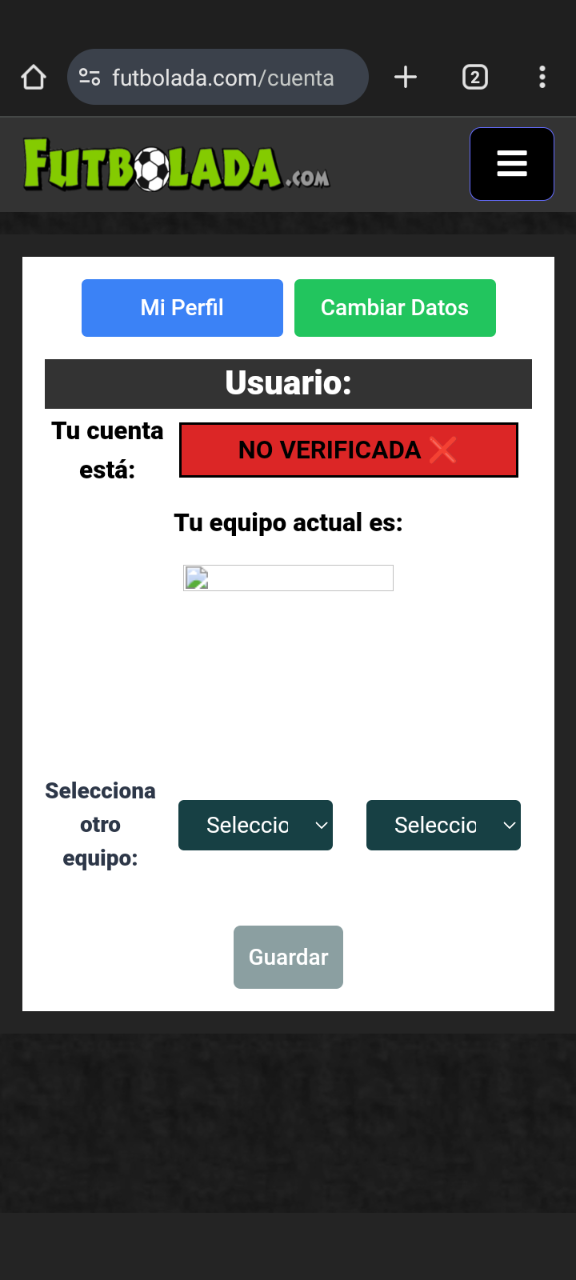 futbolada.com/cuenta
2
FUTBOLADA.COM
Mi Perfil
Cambiar Datos
Usuario:
Tu cuenta
está:
NO VERIFICADA ❌
Tu equipo actual es:
Selecciona
otro
equipo:
Seleccio
Seleccio
Guardar